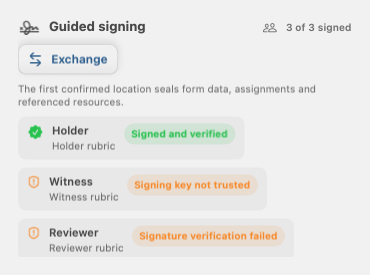 Guided signing
3 of 3 signed
Exchange
The first confirmed location seals form data, assignments and
referenced resources.
Holder
Signed and verified
Holder rubric
Witness
Signing key not trusted
Witness rubric
Reviewer
Signature verification failed
Reviewer rubric